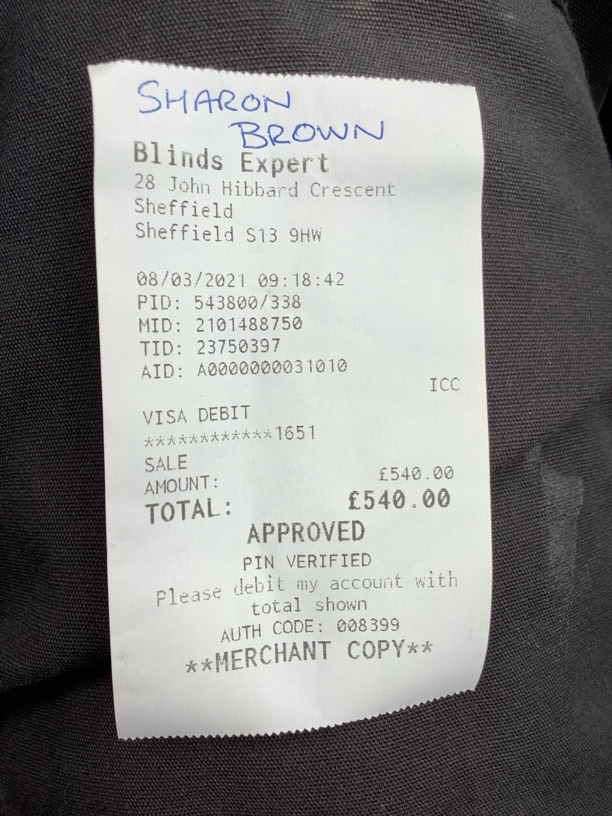 SHARON
BROWN
Blinds Expert
28 John Hibbard Crescent
Sheffield
Sheffield S13 9HW
08/03/2021 09:18:42
PID: 543800/338
MID: 2101488750
TID: 23750397
AID: A0000000031010
ICC
VISA DEBIT
************1651
SALE
AMOUNT: £540.00
TOTAL: £540.00
APPROVED
PIN VERIFIED
Please debit my account with
total shown
AUTH CODE: 008399
**MERCHANT COPY**